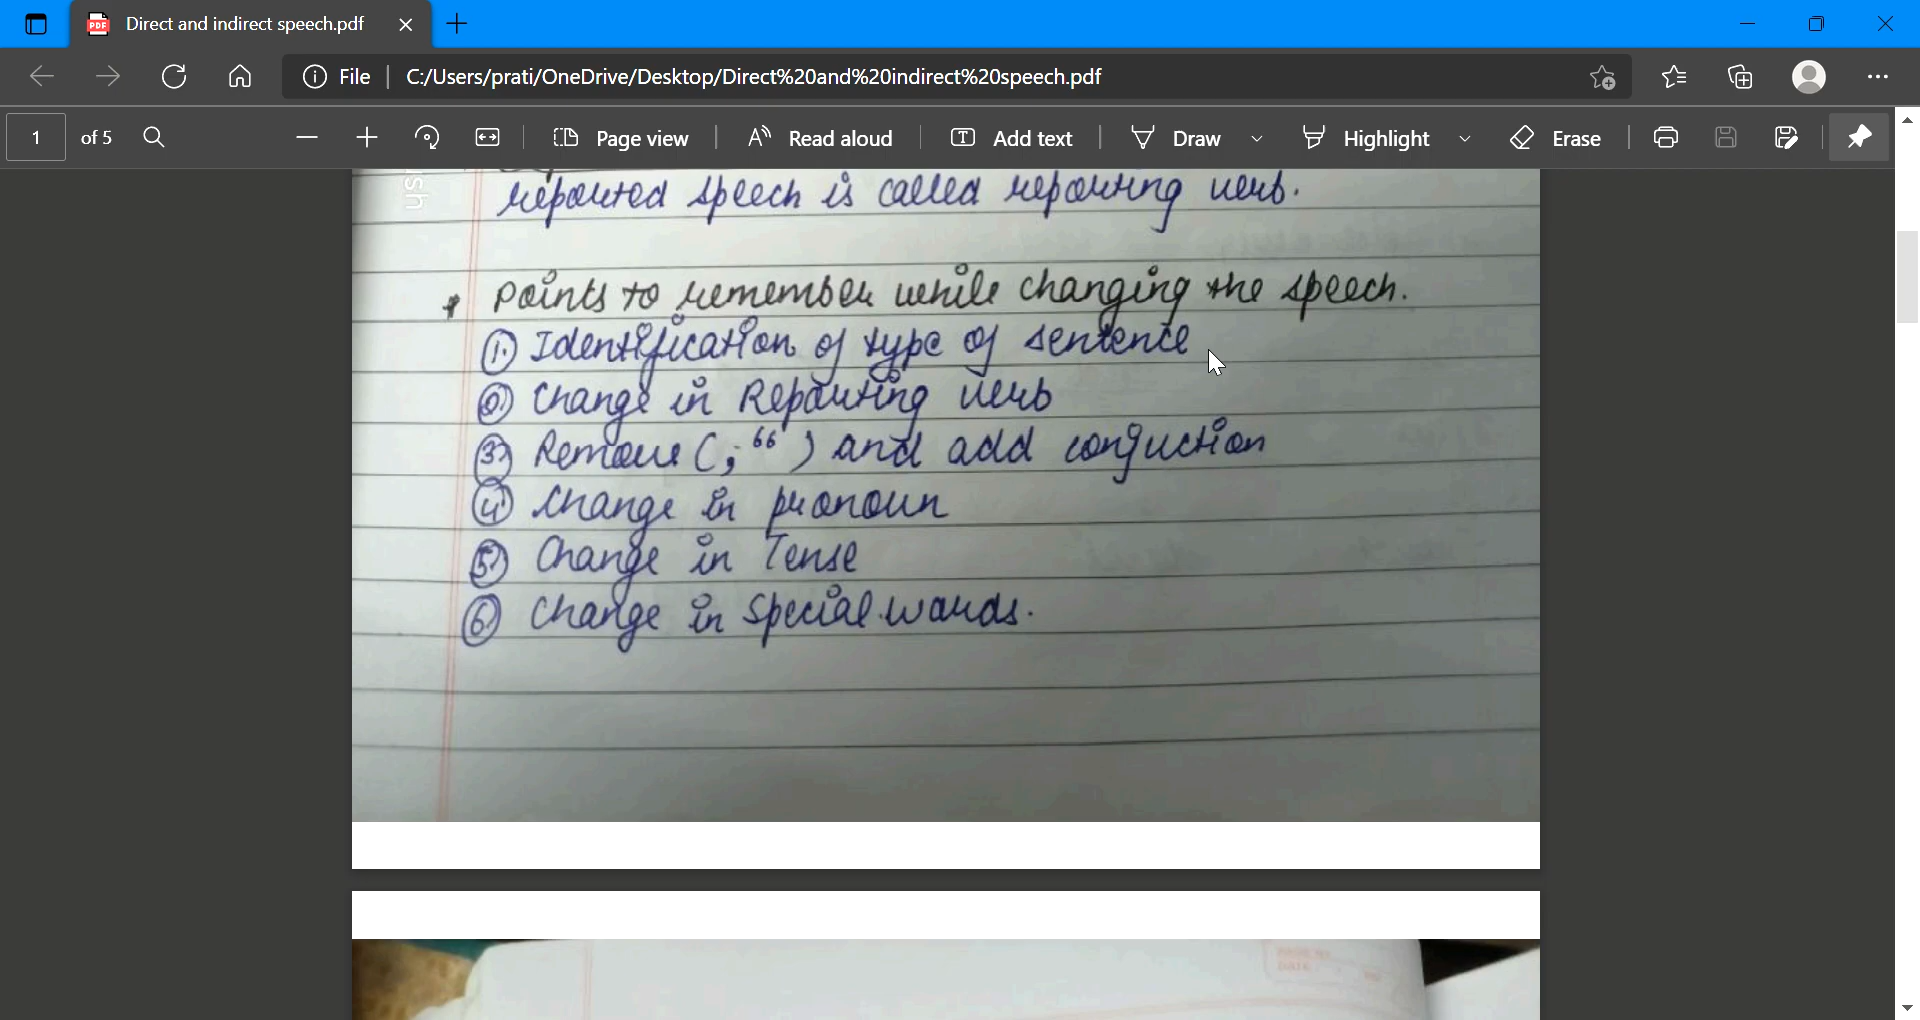 Direct and indirect speech.pdf
File C:/Users/prati/OneDrive/Desktop/Direct%20and%20indirect%20speech.pdf
1 of 5 Page view Read aloud Add text Draw Highlight Erase
reported speech is called reporting verb.
* Points to remember while changing the speech.
① Identification of type of sentence
② Change in Reporting verb
③ Remove (, “ ) and add conjuction
④ Change in pronoun
⑤ Change in Tense
⑥ Change in special words.